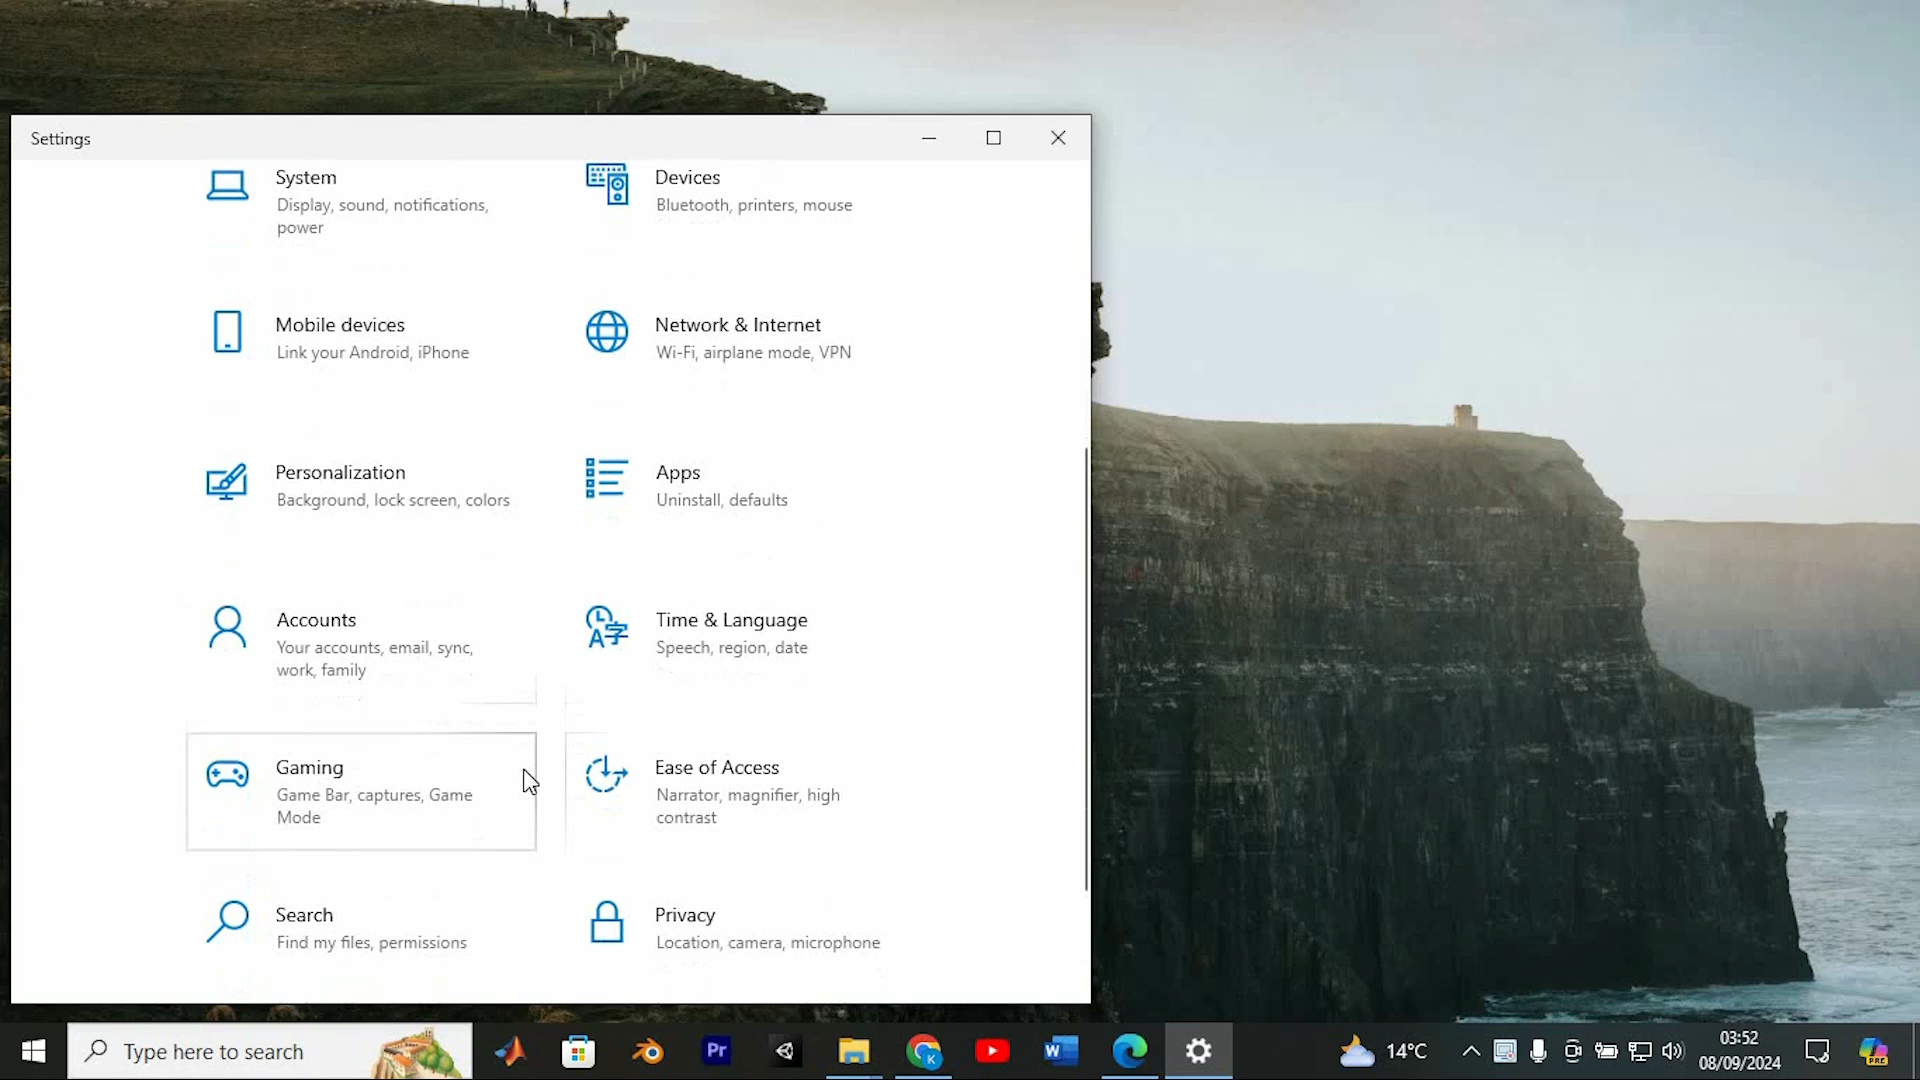 Settings
System
Display, sound, notifications,
power
Devices
Bluetooth, printers, mouse
Mobile devices
Link your Android, iPhone
Network & Internet
Wi-Fi, airplane mode, VPN
Personalization
Background, lock screen, colors
Apps
Uninstall, defaults
Accounts
Your accounts, email, sync,
work, family
Time & Language
Speech, region, date
Gaming
Game Bar, captures, Game
Mode
Ease of Access
Narrator, magnifier, high
contrast
Search
Find my files, permissions
Privacy
Location, camera, microphone
Type here to search
Pr
K
W
14°C
03:52
08/09/2024
PRE